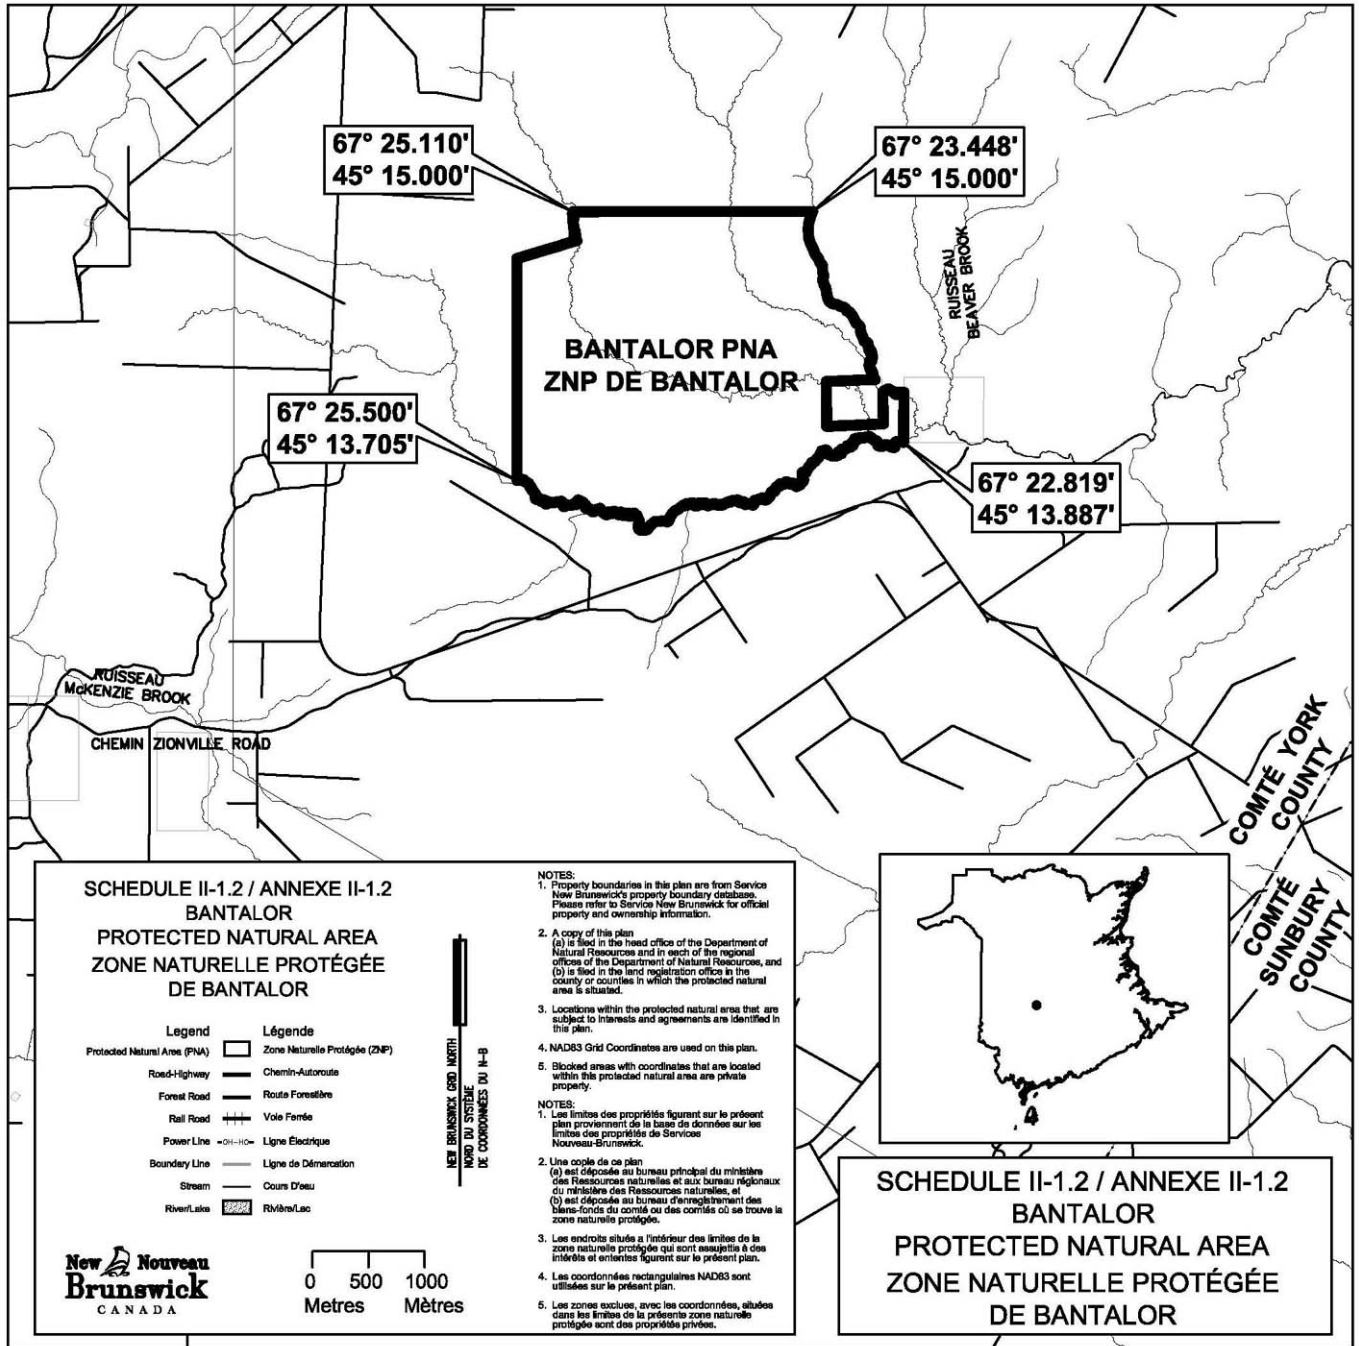 67° 25.110'
45° 15.000'
67° 23.448'
45° 15.000'
RUISSEAU
BEAVER BROOK
BANTALOR PNA
ZNP DE BANTALOR
67° 25.500'
45° 13.705'
67° 22.819'
45° 13.887'
RUISSEAU
McKENZIE BROOK
CHEMIN ZIONVILLE ROAD
COMTÉ YORK
COUNTY
COMTÉ
SUNBURY
COUNTY
SCHEDULE II-1.2 / ANNEXE II-1.2
BANTALOR
PROTECTED NATURAL AREA
ZONE NATURELLE PROTÉGÉE
DE BANTALOR
Legend Légende
Protected Natural Area (PNA) Zone Naturelle Protégée (ZNP)
Road-Highway Chemin-Autoroute
Forest Road Route Forestière
Rail Road Voie Ferrée
Power Line -OH-HO- Ligne Électrique
Boundary Line Ligne de Démarcation
Stream Cours D'eau
River/Lake Rivière/Lac
NEW BRUNSWICK GRID NORTH
NORD DU SYSTÈME
DE COORDONNÉES DU N-B
New Nouveau
Brunswick
CANADA
0 500 1000
Metres Mètres
NOTES:
1. Property boundaries in this plan are from Service
New Brunswick's property boundary database.
Please refer to Service New Brunswick for official
property and ownership information.
2. A copy of this plan
(a) is filed in the head office of the Department of
Natural Resources and in each of the regional
offices of the Department of Natural Resources, and
(b) is filed in the land registration office in the
county or counties in which the protected natural
area is situated.
3. Locations within the protected natural area that are
subject to interests and agreements are identified in
this plan.
4. NAD83 Grid Coordinates are used on this plan.
5. Blocked areas with coordinates that are located
within this protected natural area are private
property.
NOTES:
1. Les limites des propriétés figurant sur le présent
plan proviennent de la base de données sur les
limites des propriétés de Services
Nouveau-Brunswick.
2. Une copie de ce plan
(a) est déposée au bureau principal du ministère
des Ressources naturelles et aux bureau régionaux
du ministère des Ressources naturelles, et
(b) est déposée au bureau d'enregistrement des
biens-fonds du comté ou des comtés où se trouve la
zone naturelle protégée.
3. Les endroits situés a l'intérieur des limites de la
zone naturelle protégée qui sont assujettis à des
intérêts et ententes figurent sur le présent plan.
4. Les coordonnées rectangulaires NAD83 sont
utilisées sur le présent plan.
5. Les zones exclues, avec les coordonnées, situées
dans les limites de la présente zone naturelle
protégée sont des propriétés privées.
SCHEDULE II-1.2 / ANNEXE II-1.2
BANTALOR
PROTECTED NATURAL AREA
ZONE NATURELLE PROTÉGÉE
DE BANTALOR